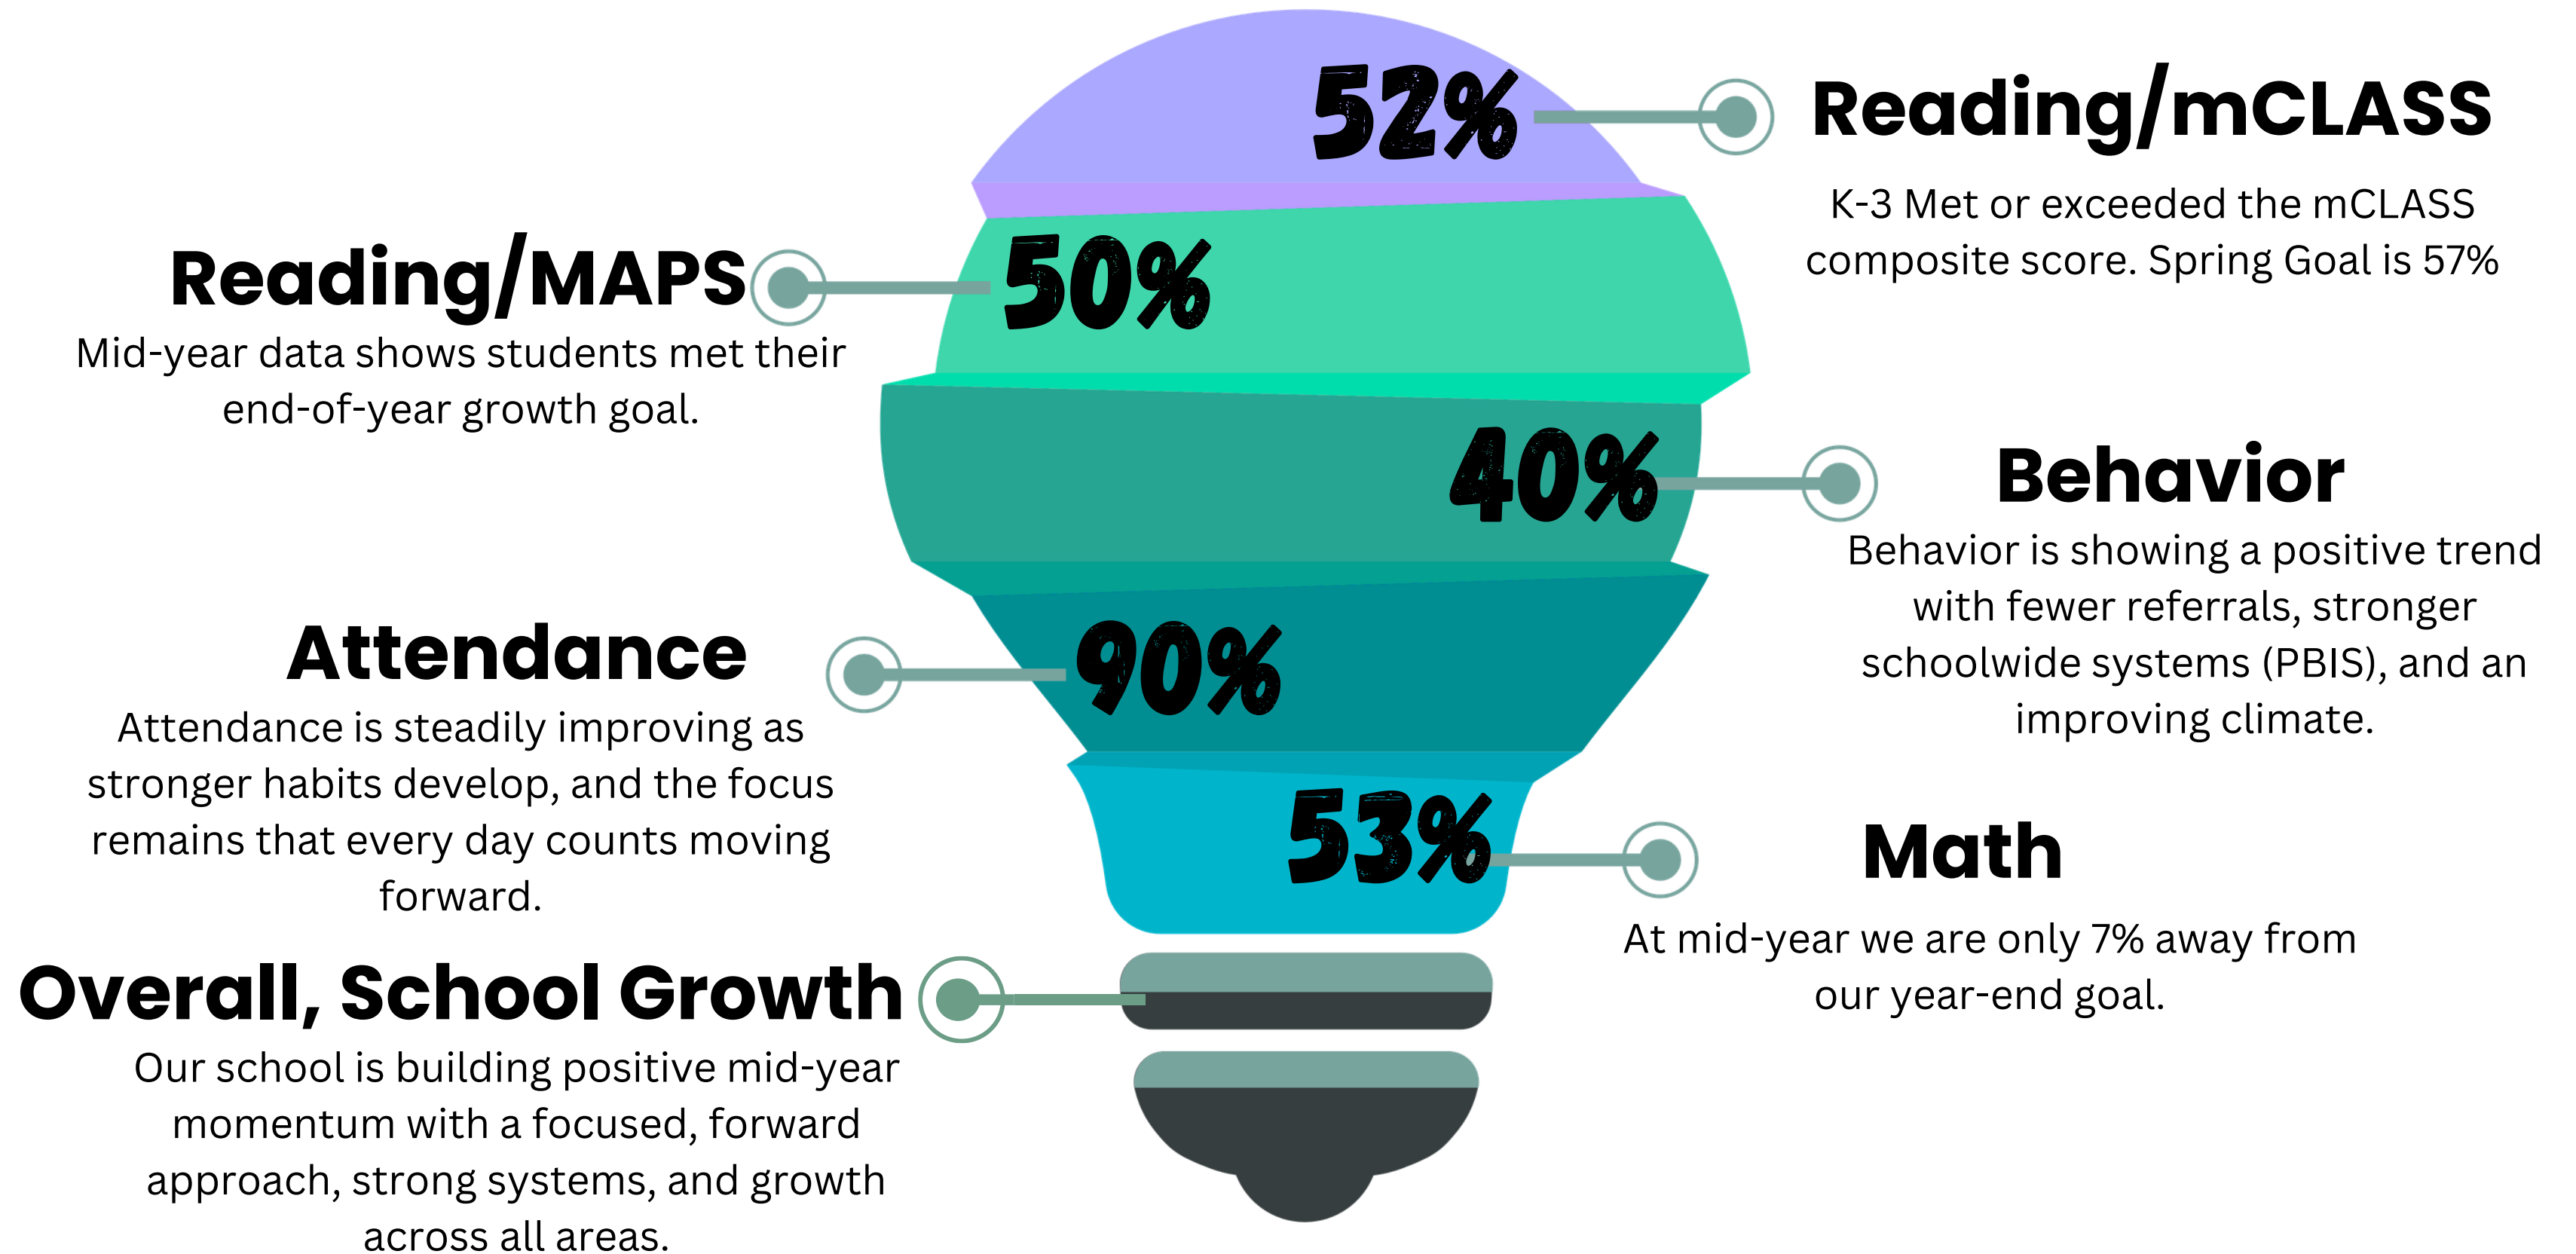 52%
Reading/mCLASS
K-3 Met or exceeded the mCLASS
composite score. Spring Goal is 57%
Reading/MAPS
50%
Mid-year data shows students met their
end-of-year growth goal.
40%
Behavior
Behavior is showing a positive trend
with fewer referrals, stronger
schoolwide systems (PBIS), and an
improving climate.
Attendance
90%
Attendance is steadily improving as
stronger habits develop, and the focus
remains that every day counts moving
forward.
53%
Math
At mid-year we are only 7% away from
our year-end goal.
Overall, School Growth
Our school is building positive mid-year
momentum with a focused, forward
approach, strong systems, and growth
across all areas.